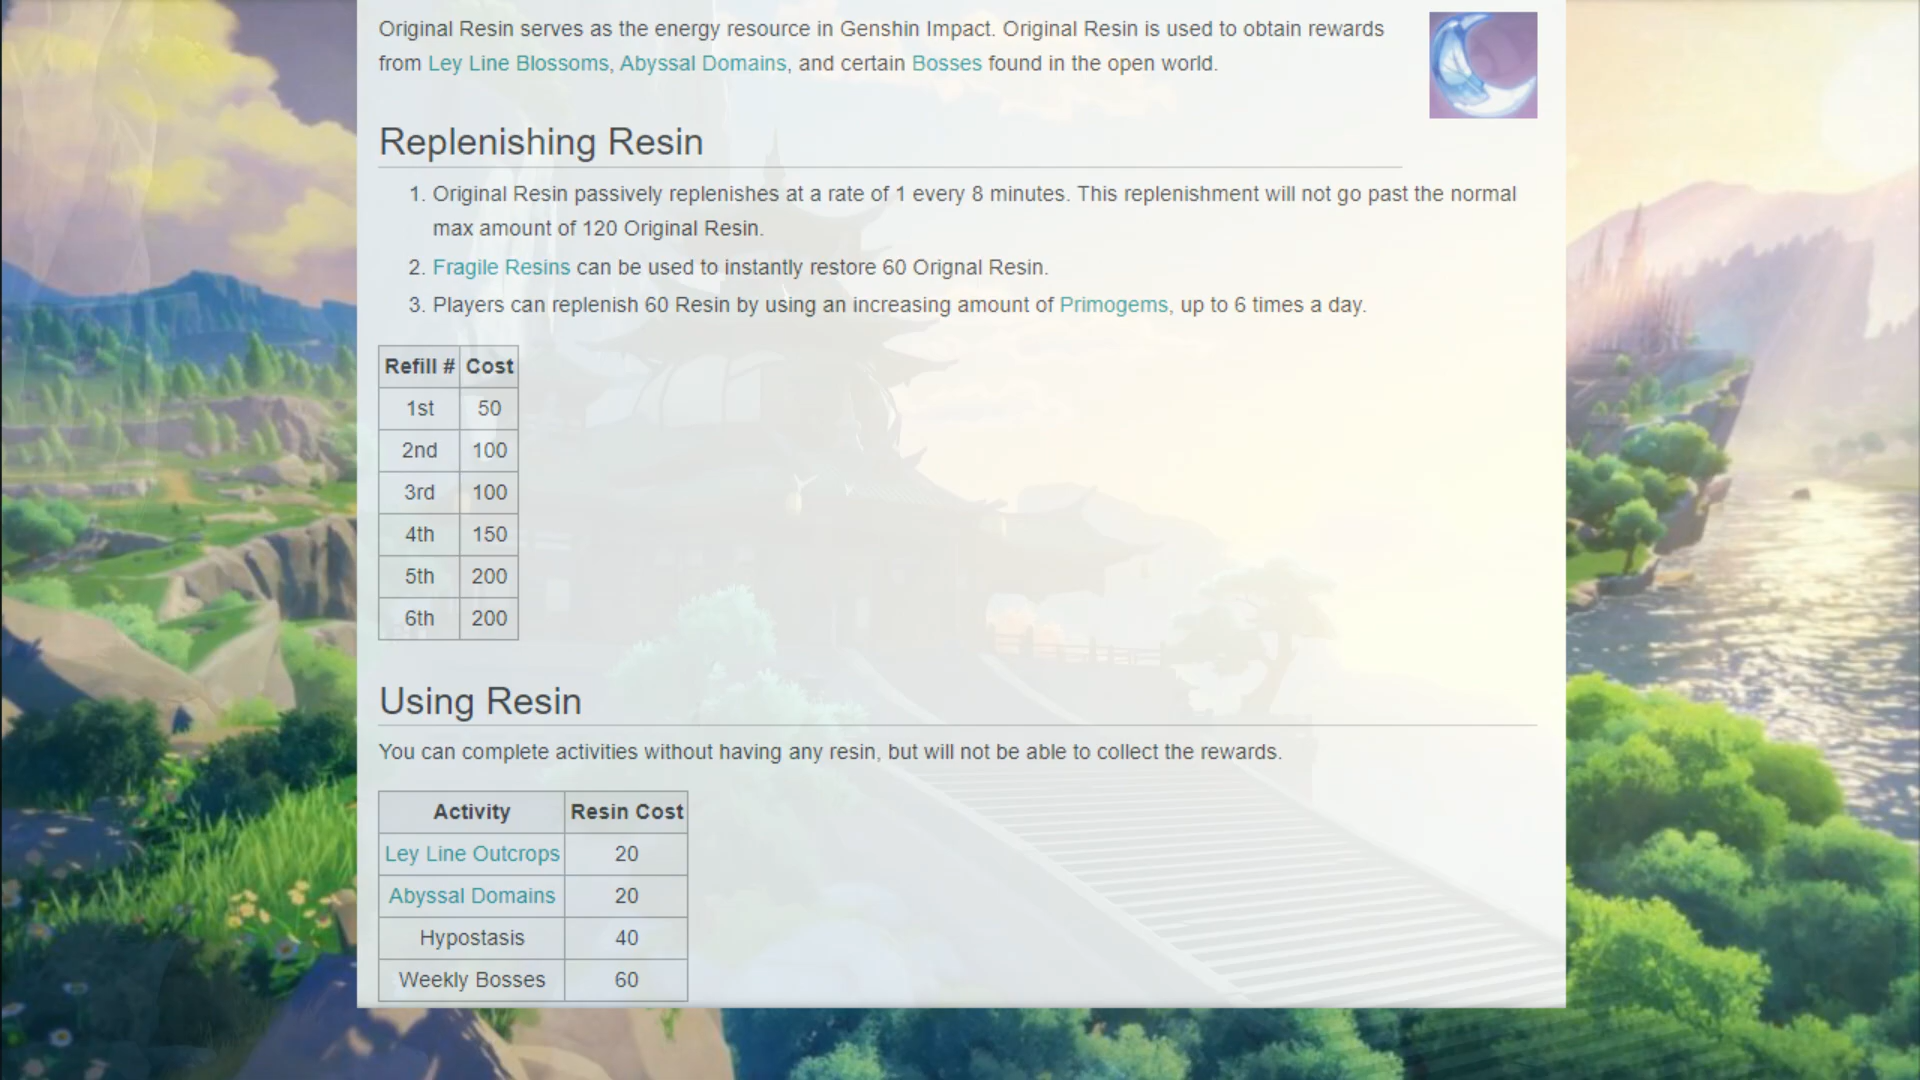 Original Resin serves as the energy resource in Genshin Impact. Original Resin is used to obtain rewards
from Ley Line Blossoms, Abyssal Domains, and certain Bosses found in the open world.
Replenishing Resin
1. Original Resin passively replenishes at a rate of 1 every 8 minutes. This replenishment will not go past the normal
max amount of 120 Original Resin.
2. Fragile Resins can be used to instantly restore 60 Orignal Resin.
3. Players can replenish 60 Resin by using an increasing amount of Primogems, up to 6 times a day.
Refill # Cost
1st 50
2nd 100
3rd 100
4th 150
5th 200
6th 200
Using Resin
You can complete activities without having any resin, but will not be able to collect the rewards.
Activity Resin Cost
Ley Line Outcrops 20
Abyssal Domains 20
Hypostasis 40
Weekly Bosses 60